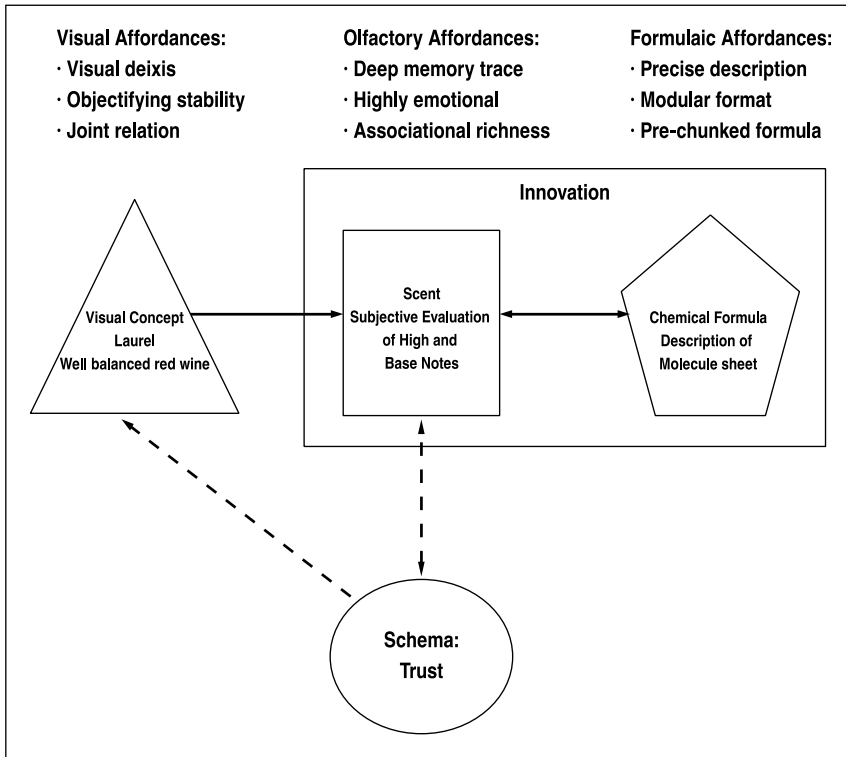 Visual Affordances:
· Visual deixis
· Objectifying stability
· Joint relation
Olfactory Affordances:
· Deep memory trace
· Highly emotional
· Associational richness
Formulaic Affordances:
· Precise description
· Modular format
· Pre-chunked formula
Innovation
Visual Concept
Laurel
Well balanced red wine
Scent
Subjective Evaluation
of High and
Base Notes
Chemical Formula
Description of
Molecule sheet
Schema:
Trust